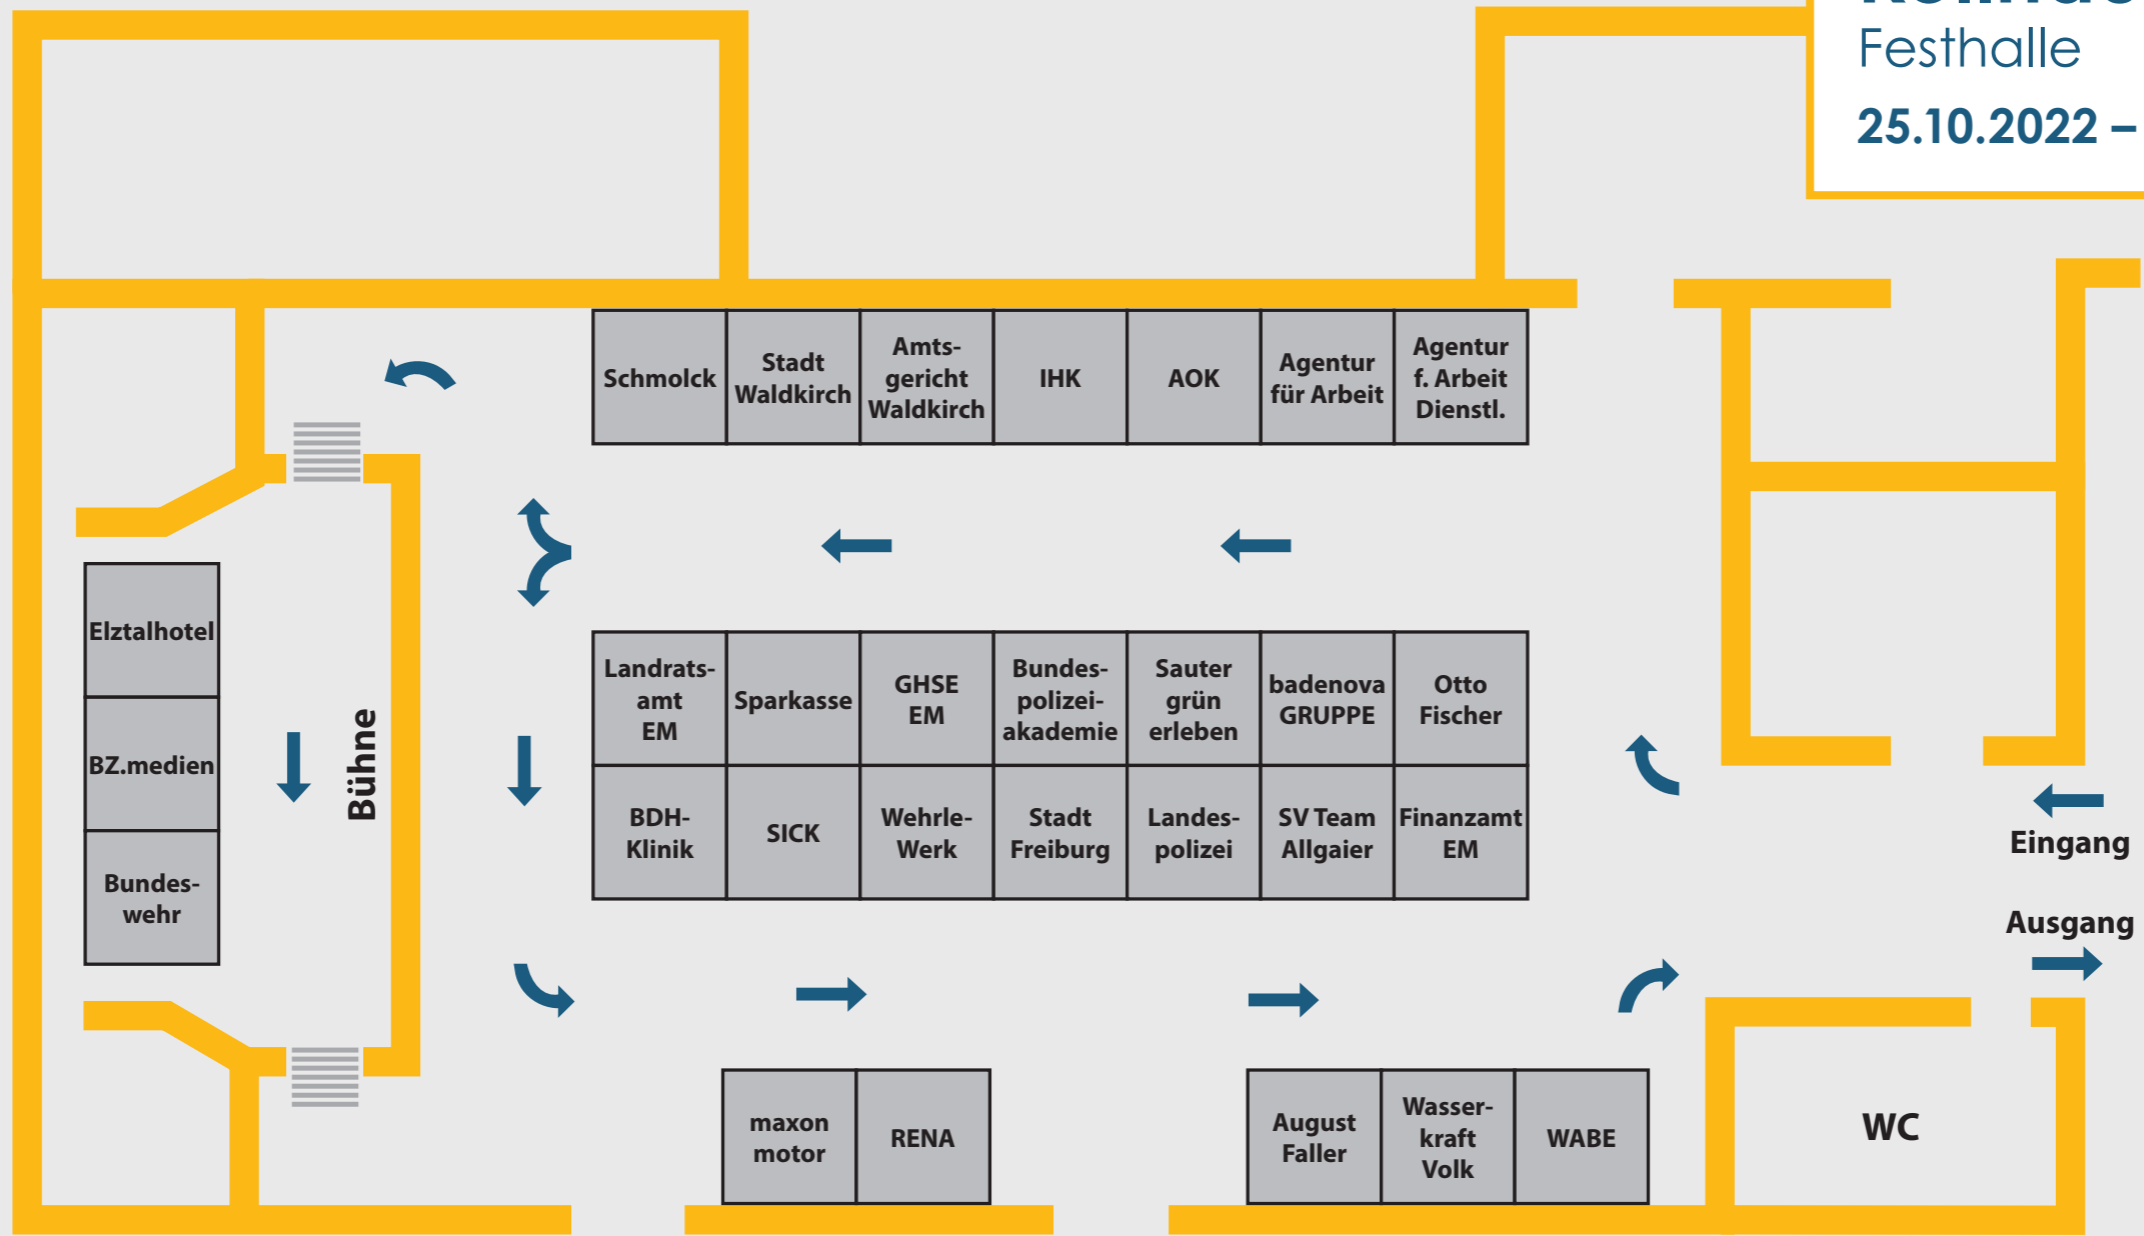 Festhalle
25.10.2022 –
Schmolck
Stadt
Waldkirch
Amts-
gericht
Waldkirch
IHK
AOK
Agentur
für Arbeit
Agentur
f. Arbeit
Dienstl.
Elztalhotel
BZ.medien
Bundes-
wehr
Bühne
Landrats-
amt
EM
Sparkasse
GHSE
EM
Bundes-
polizei-
akademie
Sauter
grün
erleben
badenova
GRUPPE
Otto
Fischer
BDH-
Klinik
SICK
Wehrle-
Werk
Stadt
Freiburg
Landes-
polizei
SV Team
Allgaier
Finanzamt
EM
Eingang
Ausgang
maxon
motor
RENA
August
Faller
Wasser-
kraft
Volk
WABE
WC